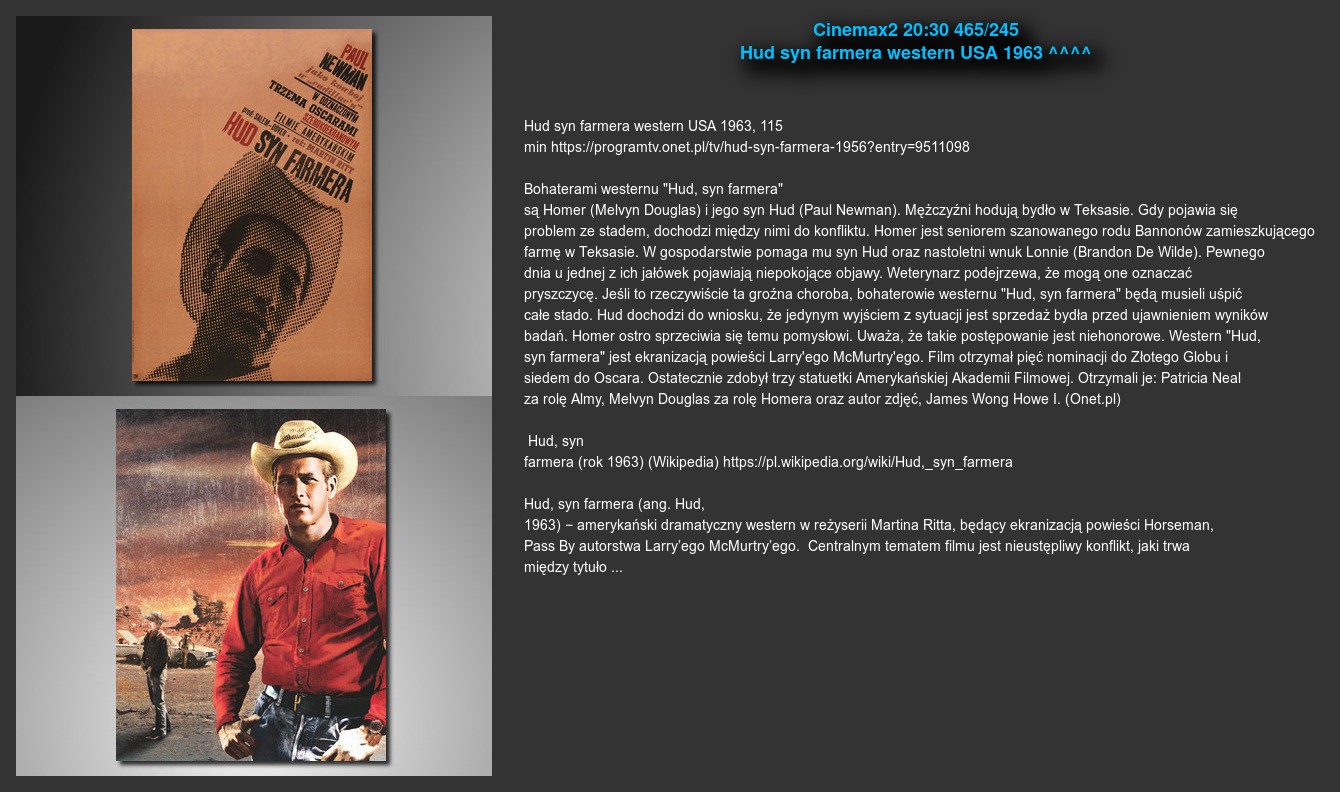 PAUL
NEWMAN
jako kowboj
w „cadillac'u”
W ODZNACZONYM
TRZEMA OSCARAMI
SZEROKOEKRANOWYM
FILMIE AMERYKAŃSKIM
prod: SALEM-DOVER • reż: MARTIN RITT
HUD SYN FARMERA
Cinemax2 20:30 465/245
Hud syn farmera western USA 1963 ^^^^
Hud syn farmera western USA 1963, 115
min https://programtv.onet.pl/tv/hud-syn-farmera-1956?entry=9511098
Bohaterami westernu "Hud, syn farmera"
są Homer (Melvyn Douglas) i jego syn Hud (Paul Newman). Mężczyźni hodują bydło w Teksasie. Gdy pojawia się
problem ze stadem, dochodzi między nimi do konfliktu. Homer jest seniorem szanowanego rodu Bannonów zamieszkującego
farmę w Teksasie. W gospodarstwie pomaga mu syn Hud oraz nastoletni wnuk Lonnie (Brandon De Wilde). Pewnego
dnia u jednej z ich jałówek pojawiają niepokojące objawy. Weterynarz podejrzewa, że mogą one oznaczać
pryszczycę. Jeśli to rzeczywiście ta groźna choroba, bohaterowie westernu "Hud, syn farmera" będą musieli uśpić
całe stado. Hud dochodzi do wniosku, że jedynym wyjściem z sytuacji jest sprzedaż bydła przed ujawnieniem wyników
badań. Homer ostro sprzeciwia się temu pomysłowi. Uważa, że takie postępowanie jest niehonorowe. Western "Hud,
syn farmera" jest ekranizacją powieści Larry'ego McMurtry'ego. Film otrzymał pięć nominacji do Złotego Globu i
siedem do Oscara. Ostatecznie zdobył trzy statuetki Amerykańskiej Akademii Filmowej. Otrzymali je: Patricia Neal
za rolę Almy, Melvyn Douglas za rolę Homera oraz autor zdjęć, James Wong Howe I. (Onet.pl)
Hud, syn
farmera (rok 1963) (Wikipedia) https://pl.wikipedia.org/wiki/Hud,_syn_farmera
Hud, syn farmera (ang. Hud,
1963) – amerykański dramatyczny western w reżyserii Martina Ritta, będący ekranizacją powieści Horseman,
Pass By autorstwa Larry’ego McMurtry’ego.  Centralnym tematem filmu jest nieustępliwy konflikt, jaki trwa
między tytuło ...